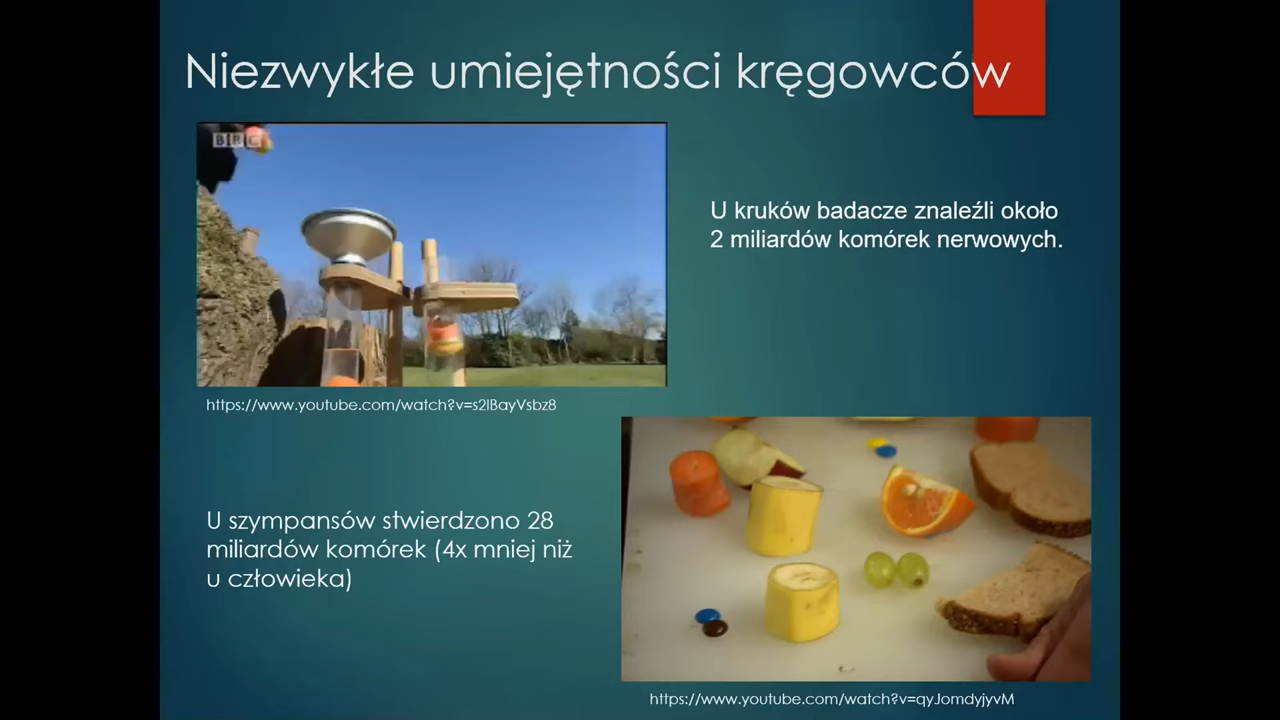 Niezwykłe umiejętności kręgowców
BBC
U kruków badacze znaleźli około
2 miliardów komórek nerwowych.
https://www.youtube.com/watch?v=s2IBayVsbz8
U szympansów stwierdzono 28
miliardów komórek (4x mniej niż
u człowieka)
https://www.youtube.com/watch?v=qyJomdyjyvM